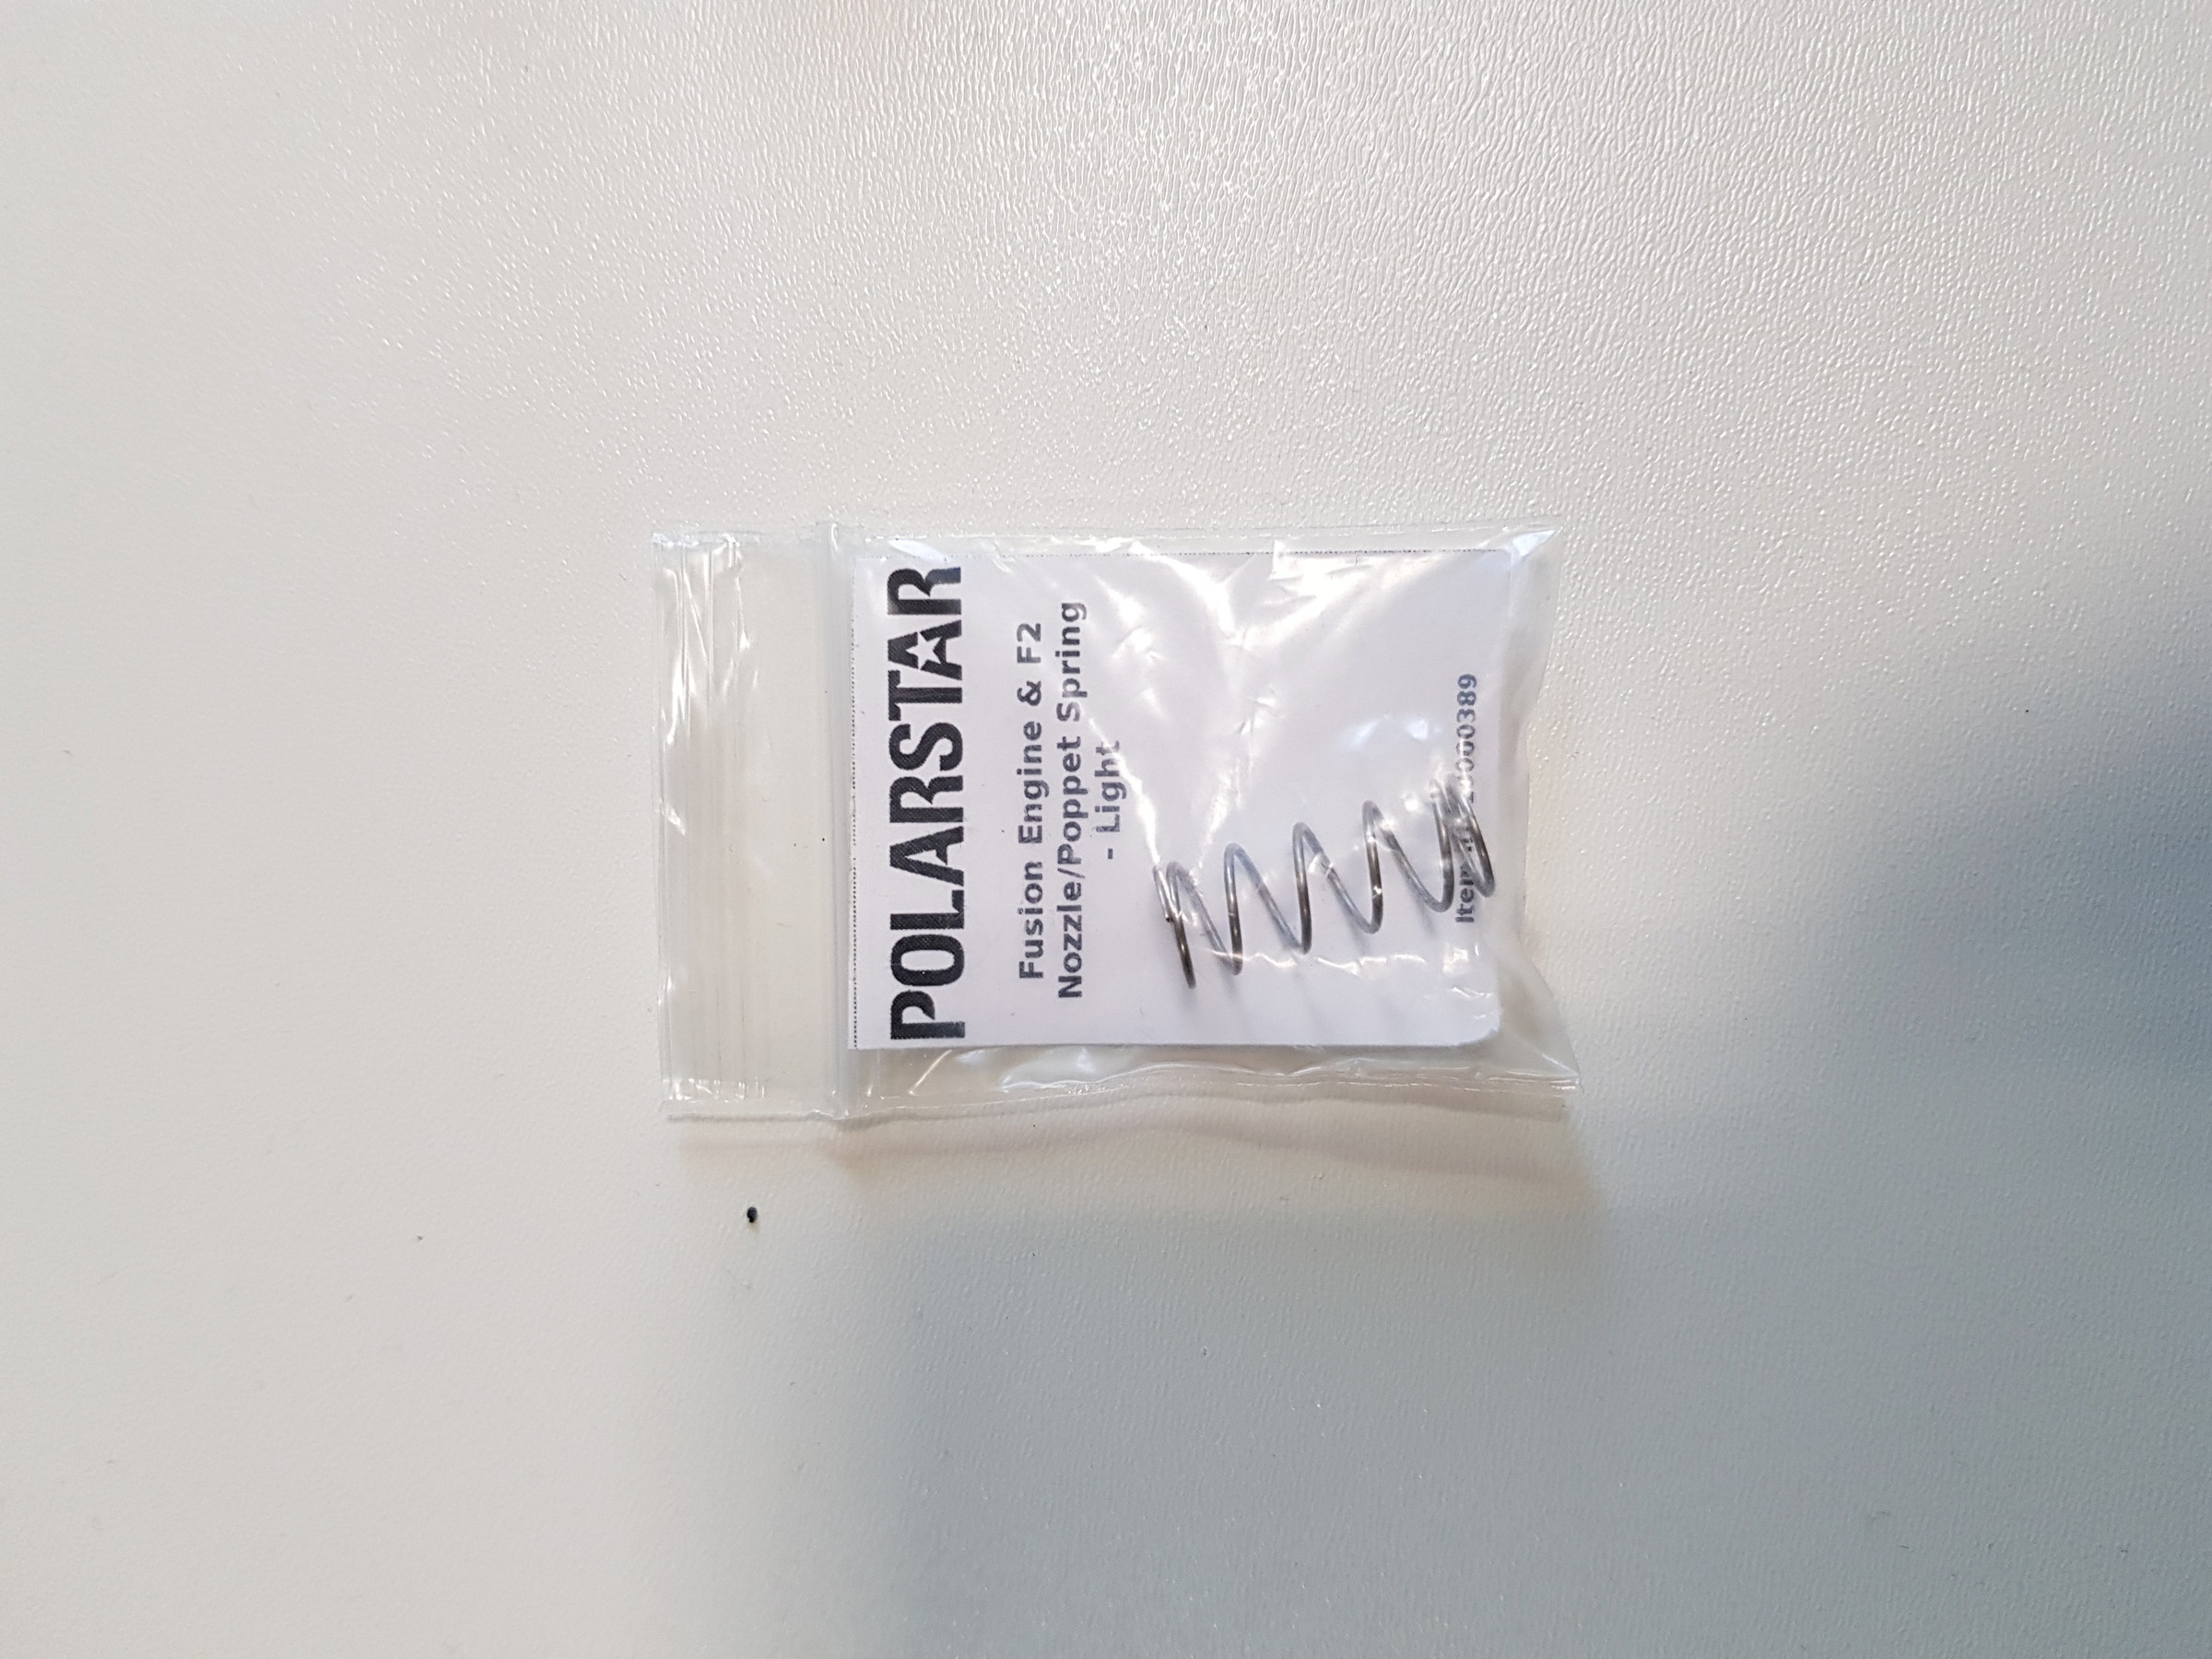 POLARSTAR
Fusion Engine & F2
Nozzle/Poppet Spring
- Light